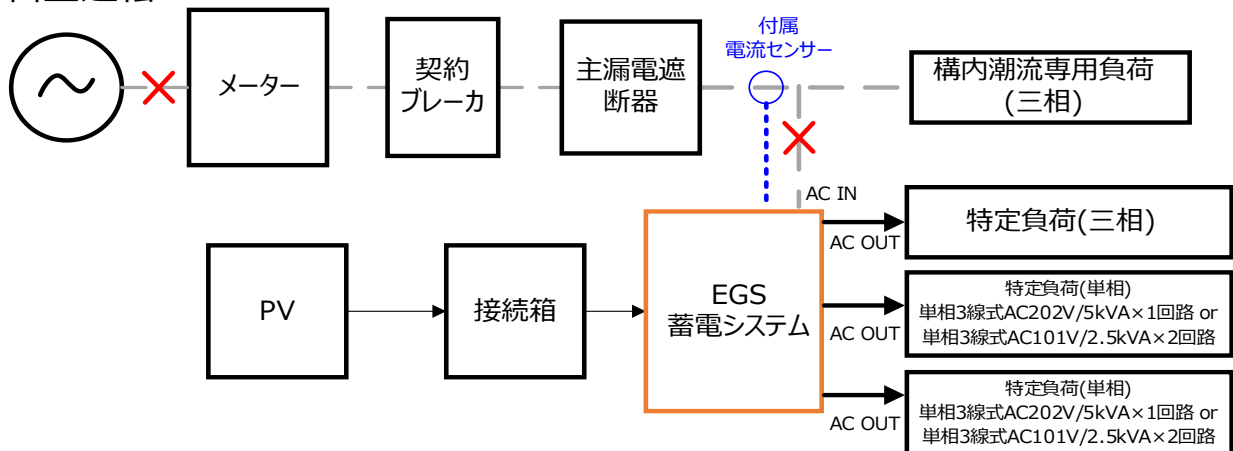 付属
電流センサー
メーター
契約
ブレーカ
主漏電遮
断器
構内潮流専用負荷
(三相)
AC IN
特定負荷(三相)
AC OUT
PV
接続箱
EGS
蓄電システム
特定負荷(単相)
単相3線式AC202V/5kVA×1回路 or
単相3線式AC101V/2.5kVA×2回路
AC OUT
特定負荷(単相)
単相3線式AC202V/5kVA×1回路 or
単相3線式AC101V/2.5kVA×2回路
AC OUT